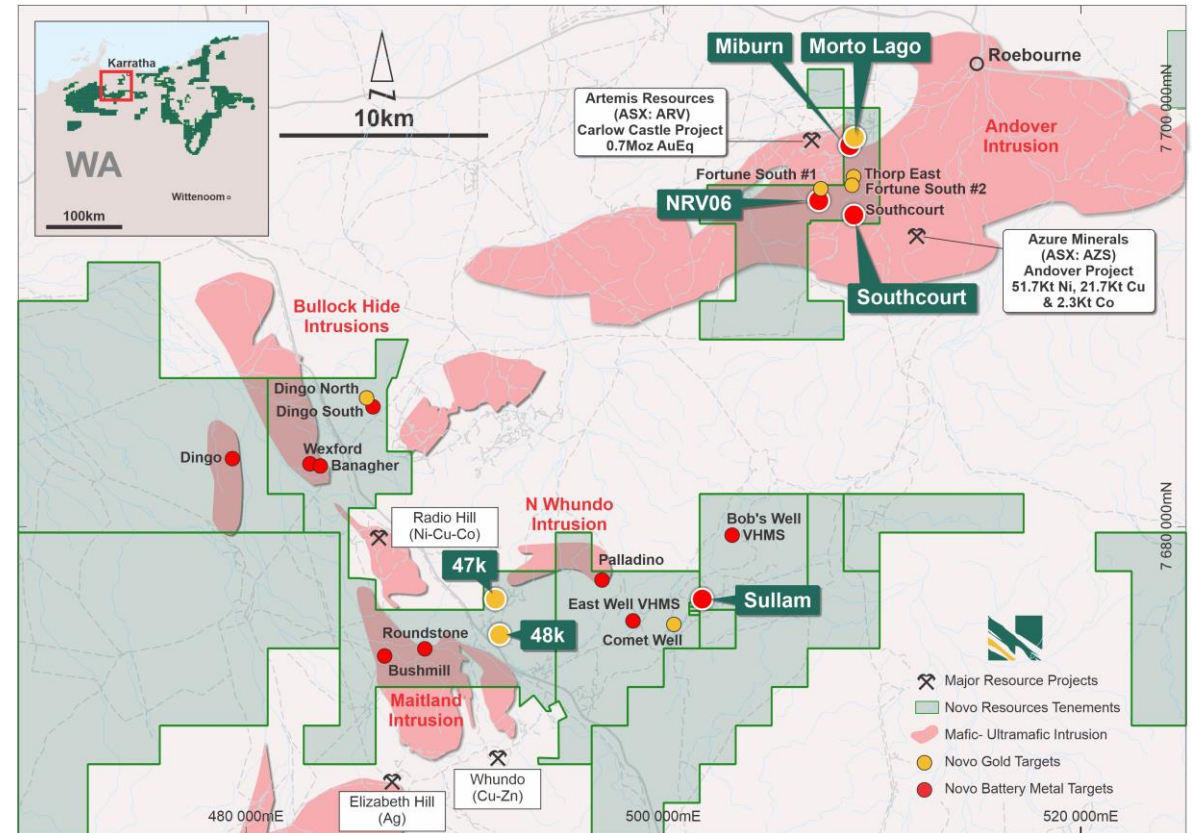 Karratha
WA
Wittenoom
100km
N
10km
Miburn
Morto Lago
Roebourne
Artemis Resources
(ASX: ARV)
Carlow Castle Project
0.7Moz AuEq
Andover
Intrusion
7 700 000mN
Fortune South #1
Thorp East
Fortune South #2
NRV06
Southcourt
Azure Minerals
(ASX: AZS)
Andover Project
51.7Kt Ni, 21.7Kt Cu
& 2.3Kt Co
Southcourt
Bullock Hide
Intrusions
Dingo North
Dingo South
Dingo
Wexford
Banagher
Radio Hill
(Ni-Cu-Co)
N Whundo
Intrusion
Bob's Well
VHMS
7 680 000mN
47k
Palladino
East Well VHMS
Sullam
48k
Comet Well
Roundstone
Bushmill
Maitland
Intrusion
Major Resource Projects
Novo Resources Tenements
Mafic- Ultramafic Intrusion
Novo Gold Targets
Novo Battery Metal Targets
Whundo
(Cu-Zn)
Elizabeth Hill
(Ag)
480 000mE
500 000mE
520 000mE